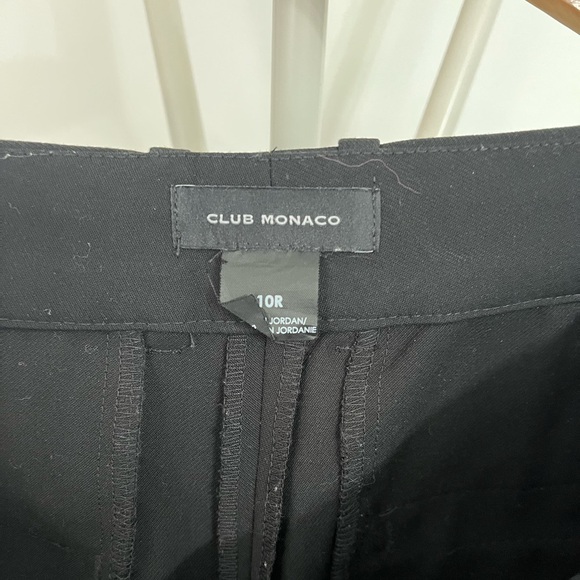 CLUB MONACO
10R
JORDAN/
N JORDANIE